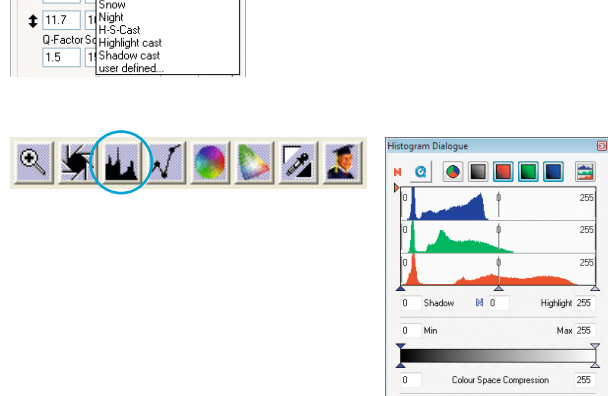 Snow
Night
H-S-Cast
Highlight cast
Shadow cast
user defined...
11.7
Q-Factor
1.5
Histogram Dialogue
0 255
0 255
0 255
0 Shadow 0 Highlight 255
0 Min Max 255
0 Colour Space Compression 255